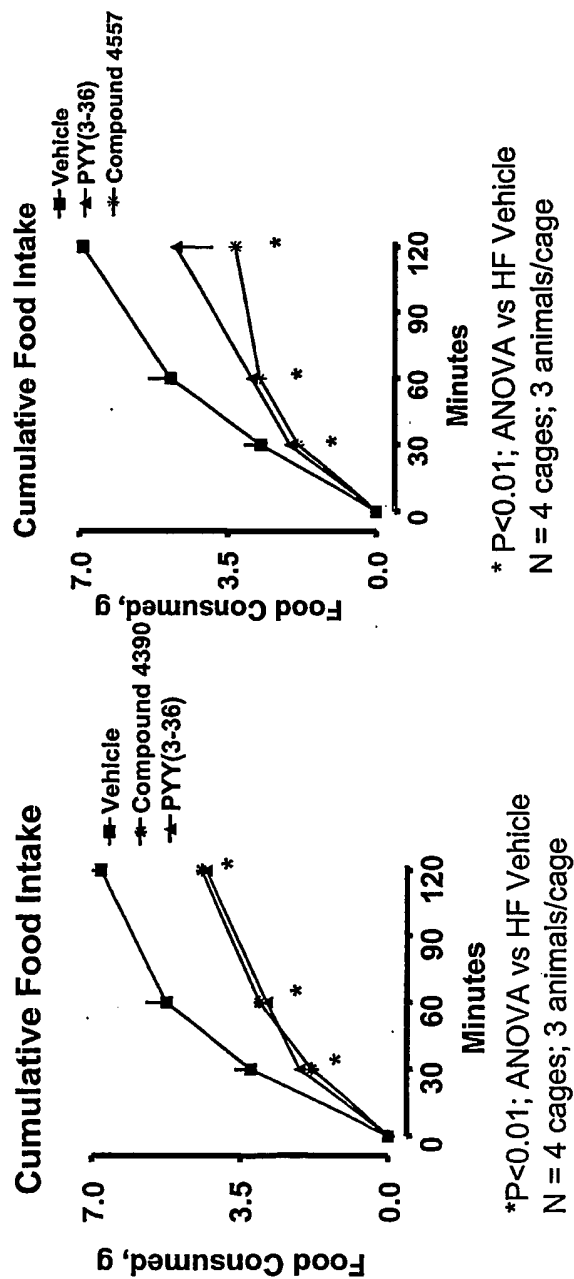 Cumulative Food Intake
Vehicle
Compound 4390
PYY(3-36)
Food Consumed, g
7.0
3.5
0.0
0
30
60
90
120
*
*
*
Minutes
*P<0.01; ANOVA vs HF Vehicle
N = 4 cages; 3 animals/cage
Cumulative Food Intake
Vehicle
PYY(3-36)
Compound 4557
Food Consumed, g
7.0
3.5
0.0
0
30
60
90
120
*
*
*
Minutes
* P<0.01; ANOVA vs HF Vehicle
N = 4 cages; 3 animals/cage